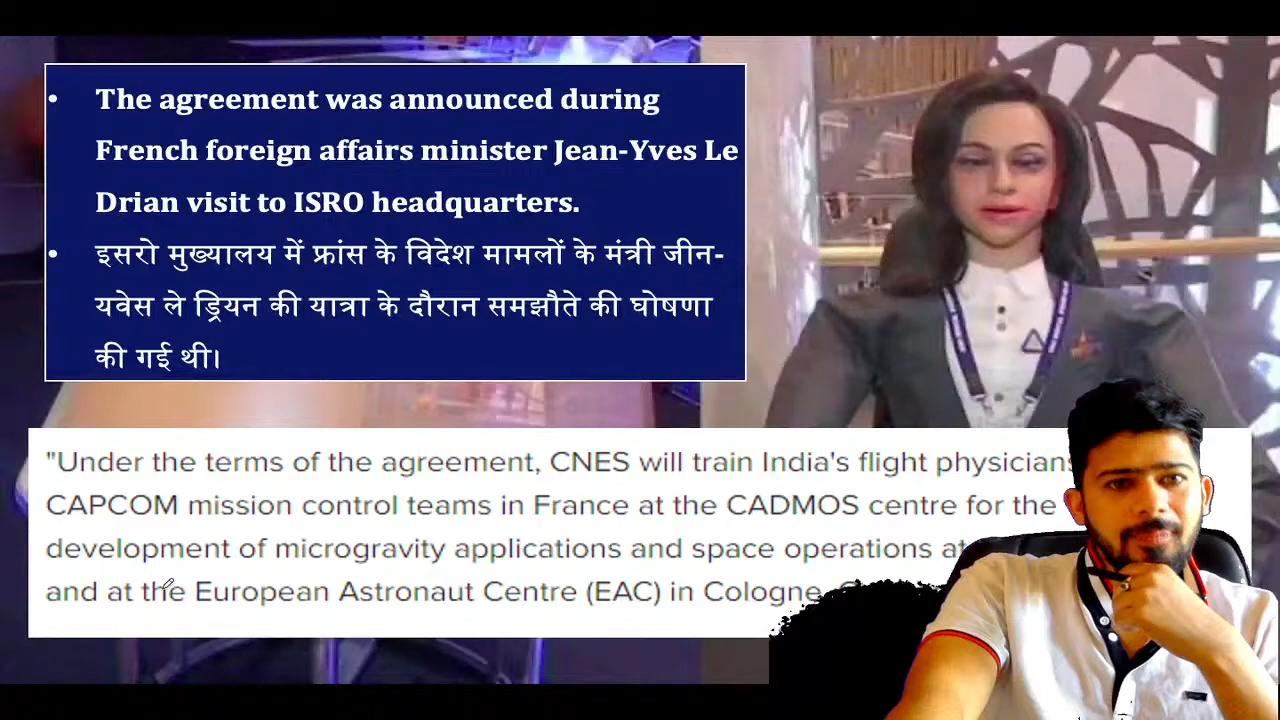 • The agreement was announced during
French foreign affairs minister Jean-Yves Le
Drian visit to ISRO headquarters.
• इसरो मुख्यालय में फ्रांस के विदेश मामलों के मंत्री जीन-
यवेस ले ड्रियन की यात्रा के दौरान समझौते की घोषणा
की गई थी।
"Under the terms of the agreement, CNES will train India's flight physicians
CAPCOM mission control teams in France at the CADMOS centre for the
development of microgravity applications and space operations at
and at the European Astronaut Centre (EAC) in Cologne,